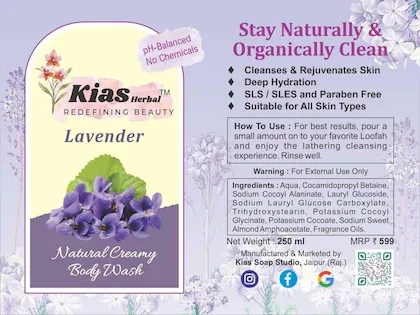 pH-Balanced
No Chemicals
Kias Herbal™
REDEFINING BEAUTY
Lavender
Natural Creamy
Body Wash
Stay Naturally &
Organically Clean
♦ Cleanses & Rejuvenates Skin
♦ Deep Hydration
♦ SLS / SLES and Paraben Free
♦ Suitable for All Skin Types
How To Use : For best results, pour a
small amount on to your favorite Loofah
and enjoy the lathering cleansing
experience. Rinse well.
Warning : For External Use Only
Ingredients : Aqua, Cocamidopropyl Betaine,
Sodium Cocoyl Alaninate, Lauryl Glucoside,
Sodium Lauryl Glucose Carboxylate,
Trihydroxystearin, Potassium Cocoyl
Glycinate, Potassium Cocoate, Sodium Sweet
Almond Amphoacetate, Fragrance Oils.
Net Weight : 250 ml MRP ₹ 599
Manufactured & Marketed by
Kias Soap Studio, Jaipur (Raj.)